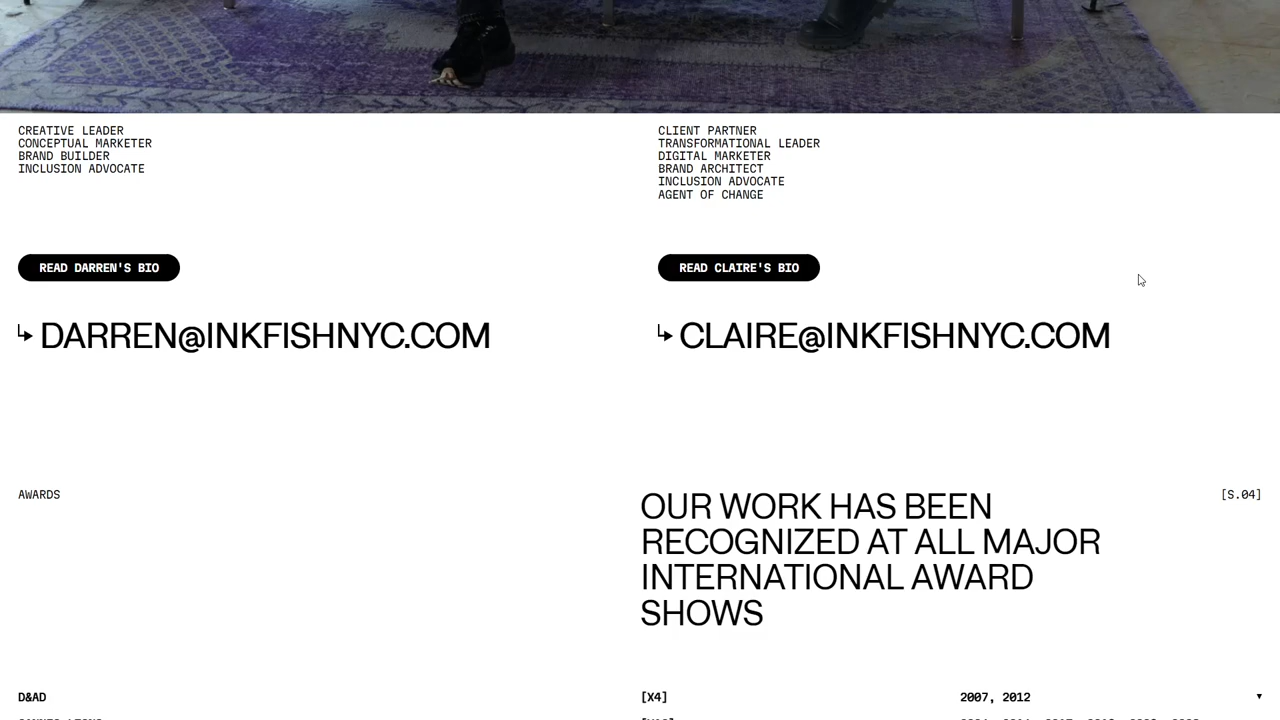 CREATIVE LEADER
CONCEPTUAL MARKETER
BRAND BUILDER
INCLUSION ADVOCATE
READ DARREN'S BIO
DARREN@INKFISHNYC.COM
CLIENT PARTNER
TRANSFORMATIONAL LEADER
DIGITAL MARKETER
BRAND ARCHITECT
INCLUSION ADVOCATE
AGENT OF CHANGE
READ CLAIRE'S BIO
CLAIRE@INKFISHNYC.COM
AWARDS
OUR WORK HAS BEEN
RECOGNIZED AT ALL MAJOR
INTERNATIONAL AWARD
SHOWS
[S.04]
D&AD [X4] 2007, 2012